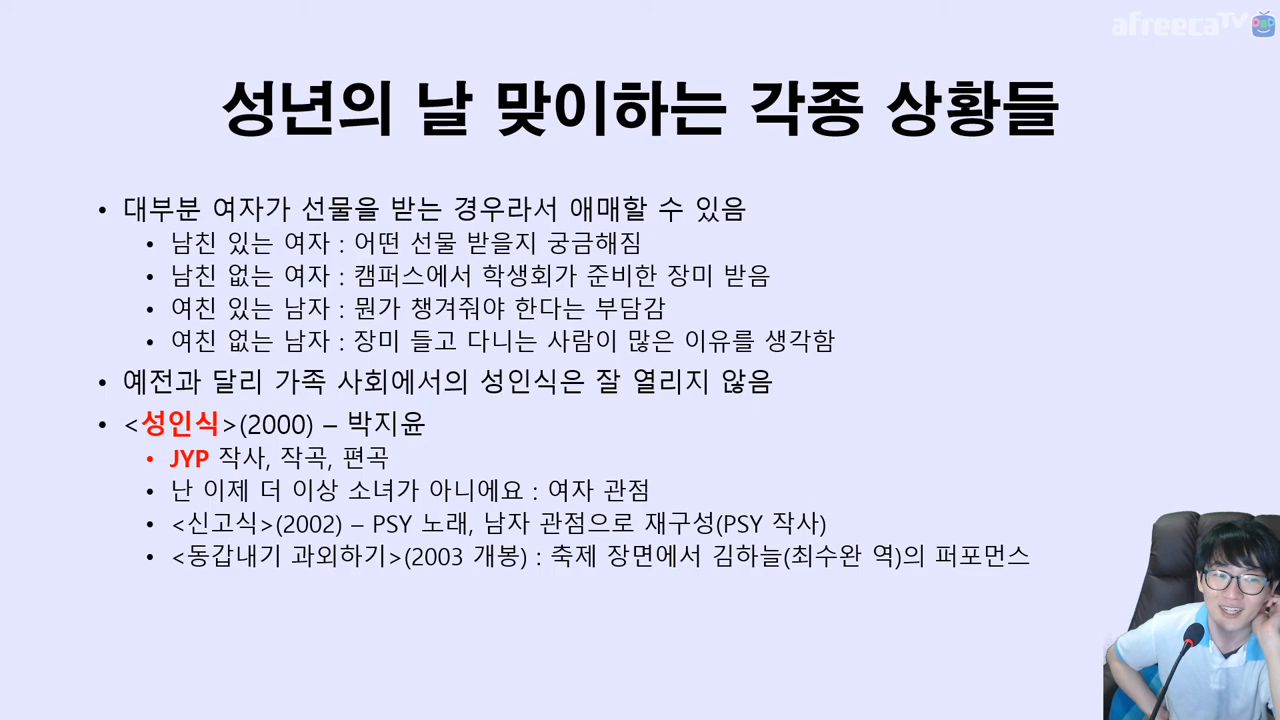 afreecaTV
성년의 날 맞이하는 각종 상황들
• 대부분 여자가 선물을 받는 경우라서 애매할 수 있음
• 남친 있는 여자 : 어떤 선물 받을지 궁금해짐
• 남친 없는 여자 : 캠퍼스에서 학생회가 준비한 장미 받음
• 여친 있는 남자 : 뭔가 챙겨줘야 한다는 부담감
• 여친 없는 남자 : 장미 들고 다니는 사람이 많은 이유를 생각함
• 예전과 달리 가족 사회에서의 성인식은 잘 열리지 않음
• <성인식>(2000) – 박지윤
• JYP 작사, 작곡, 편곡
• 난 이제 더 이상 소녀가 아니에요 : 여자 관점
• <신고식>(2002) – PSY 노래, 남자 관점으로 재구성(PSY 작사)
• <동갑내기 과외하기>(2003 개봉) : 축제 장면에서 김하늘(최수완 역)의 퍼포먼스